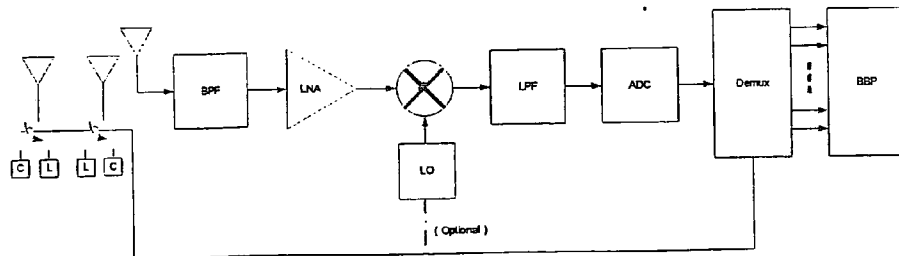 BPF
LNA
LPF
ADC
Demux
BBP
C
L
L
C
LO
( Optional )